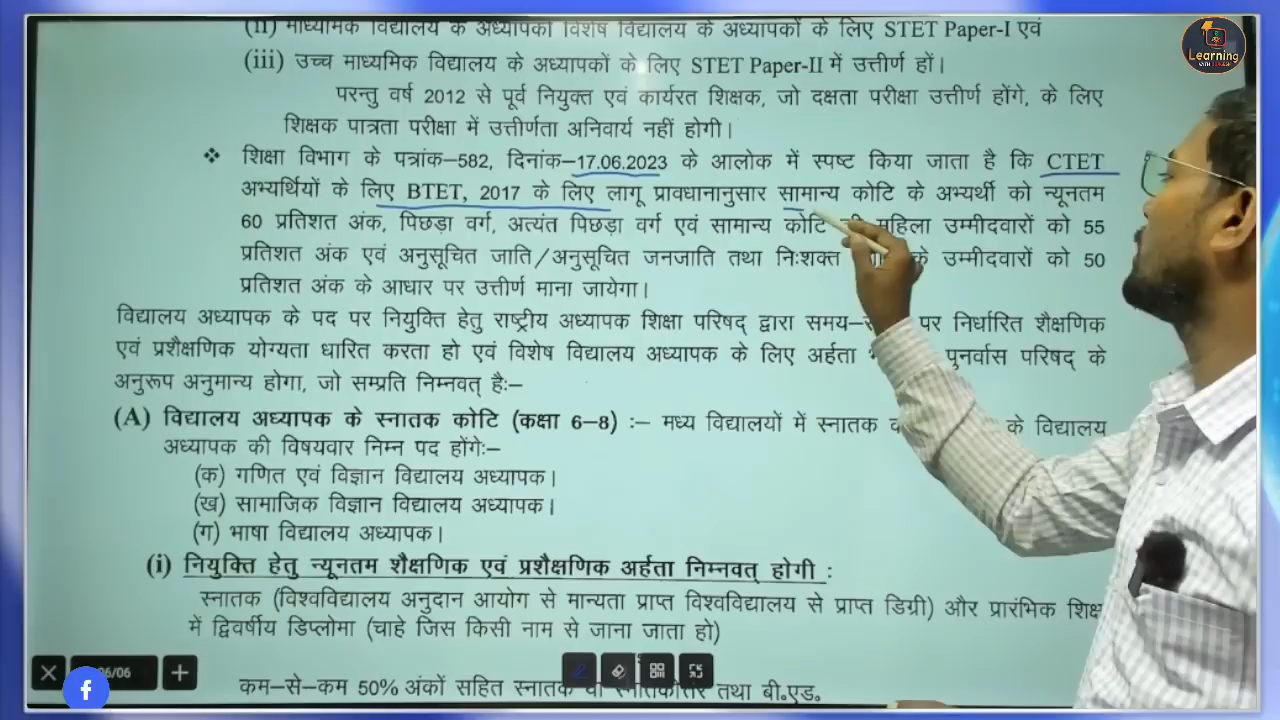 (ii) माध्यमिक विद्यालय के अध्यापकों विशेष विद्यालय के अध्यापकों के लिए STET Paper-I एवं
Learning
(iii) उच्च माध्यमिक विद्यालय के अध्यापकों के लिए STET Paper-II में उत्तीर्ण हों।
परन्तु वर्ष 2012 से पूर्व नियुक्त एवं कार्यरत शिक्षक, जो दक्षता परीक्षा उत्तीर्ण होंगे, के लिए
शिक्षक पात्रता परीक्षा में उत्तीर्णता अनिवार्य नहीं होगी।
❖ शिक्षा विभाग के पत्रांक–582, दिनांक–17.06.2023 के आलोक में स्पष्ट किया जाता है कि CTET
अभ्यर्थियों के लिए BTET, 2017 के लिए लागू प्रावधानानुसार सामान्य कोटि के अभ्यर्थी को न्यूनतम
60 प्रतिशत अंक, पिछड़ा वर्ग, अत्यंत पिछड़ा वर्ग एवं सामान्य कोटि महिला उम्मीदवारों को 55
प्रतिशत अंक एवं अनुसूचित जाति/अनुसूचित जनजाति तथा निःशक्त के उम्मीदवारों को 50
प्रतिशत अंक के आधार पर उत्तीर्ण माना जायेगा।
विद्यालय अध्यापक के पद पर नियुक्ति हेतु राष्ट्रीय अध्यापक शिक्षा परिषद् द्वारा पर निर्धारित शैक्षणिक
एवं प्रशैक्षणिक योग्यता धारित करता हो एवं विशेष विद्यालय अध्यापक के लिए अर्हता पुनर्वास परिषद् के
अनुरूप अनुमान्य होगा, जो सम्प्रति निम्नवत् हैः–
(A) विद्यालय अध्यापक के स्नातक कोटि (कक्षा 6–8) :– मध्य विद्यालयों में स्नातक के विद्यालय
अध्यापक की विषयवार निम्न पद होंगेः–
(क) गणित एवं विज्ञान विद्यालय अध्यापक।
(ख) सामाजिक विज्ञान विद्यालय अध्यापक।
(ग) भाषा विद्यालय अध्यापक।
(i) नियुक्ति हेतु न्यूनतम शैक्षणिक एवं प्रशैक्षणिक अर्हता निम्नवत् होगी :
स्नातक (विश्वविद्यालय अनुदान आयोग से मान्यता प्राप्त विश्वविद्यालय से प्राप्त डिग्री) और प्रारंभिक
में द्विवर्षीय डिप्लोमा (चाहे जिस किसी नाम से जाना जाता हो)
06/06
कम–से–कम 50% अंकों सहित स्नातक तथा बी०एड०